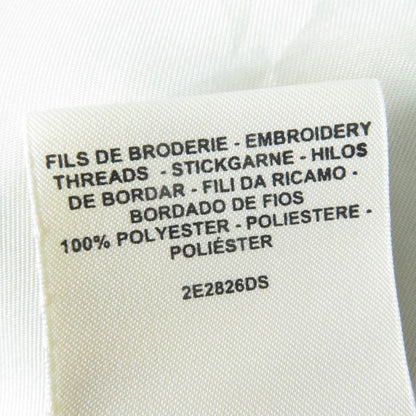 FILS DE BRODERIE - EMBROIDERY
THREADS - STICKGARNE - HILOS
DE BORDAR - FILI DA RICAMO -
BORDADO DE FIOS
100% POLYESTER - POLIESTERE -
POLIÉSTER
2E2826DS